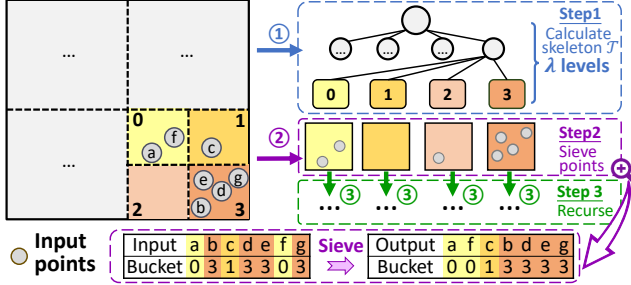 ...
...
...
0
1
f
a
c
2
3
e
g
d
b
①
Step1
Calculate
skeleton 𝒯
λ levels
...
...
...
0
1
2
3
②
Step2
Sieve
points
③
③
③
③
...
...
...
...
Step 3
Recurse
Input
points
Input a b c d e f g
Bucket 0 3 1 3 3 0 3
Sieve
Output a f c b d e g
Bucket 0 0 1 3 3 3 3